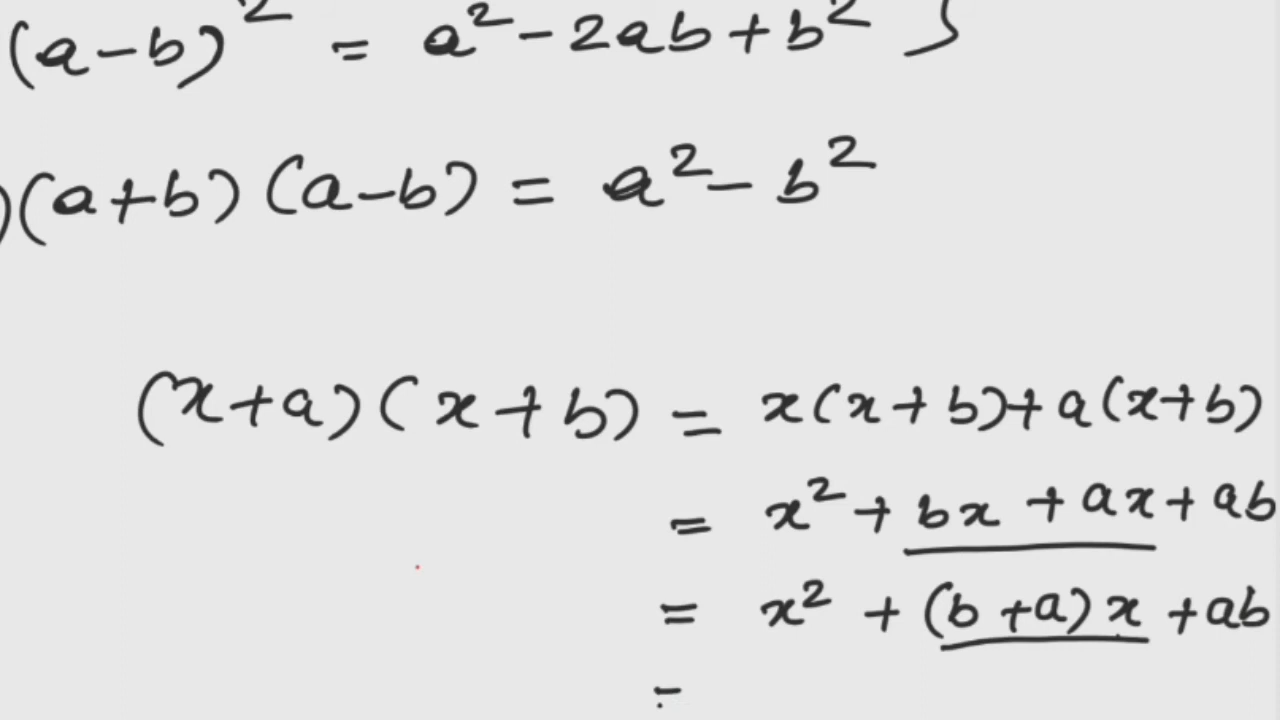 (a-b)² = a² - 2ab + b² }
)(a+b) (a-b) = a² - b²
(x+a) (x+b) = x(x+b)+a(x+b)
= x² + bx + ax + ab
= x² + (b+a)x + ab